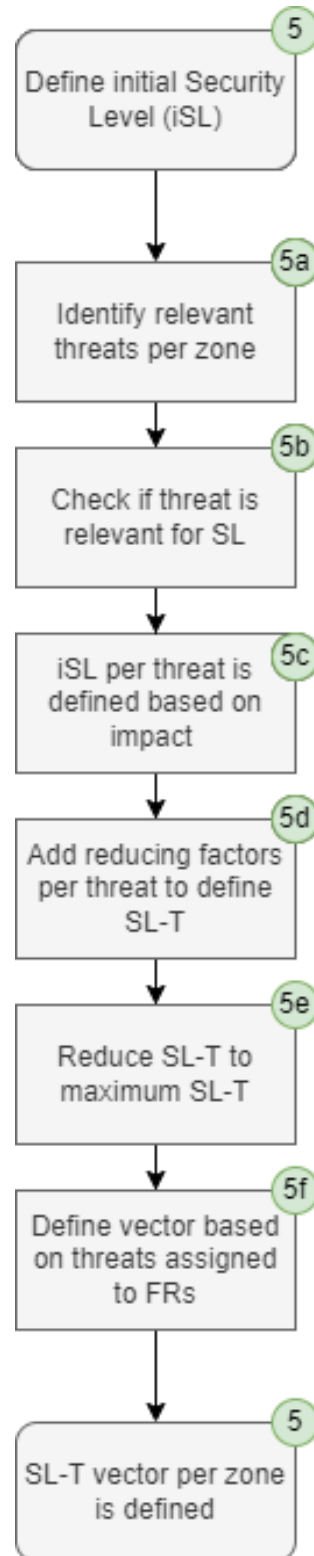 5
Define initial Security
Level (iSL)
5a
Identify relevant
threats per zone
5b
Check if threat is
relevant for SL
5c
iSL per threat is
defined based on
impact
5d
Add reducing factors
per threat to define
SL-T
5e
Reduce SL-T to
maximum SL-T
5f
Define vector based
on threats assigned
to FRs
5
SL-T vector per zone
is defined